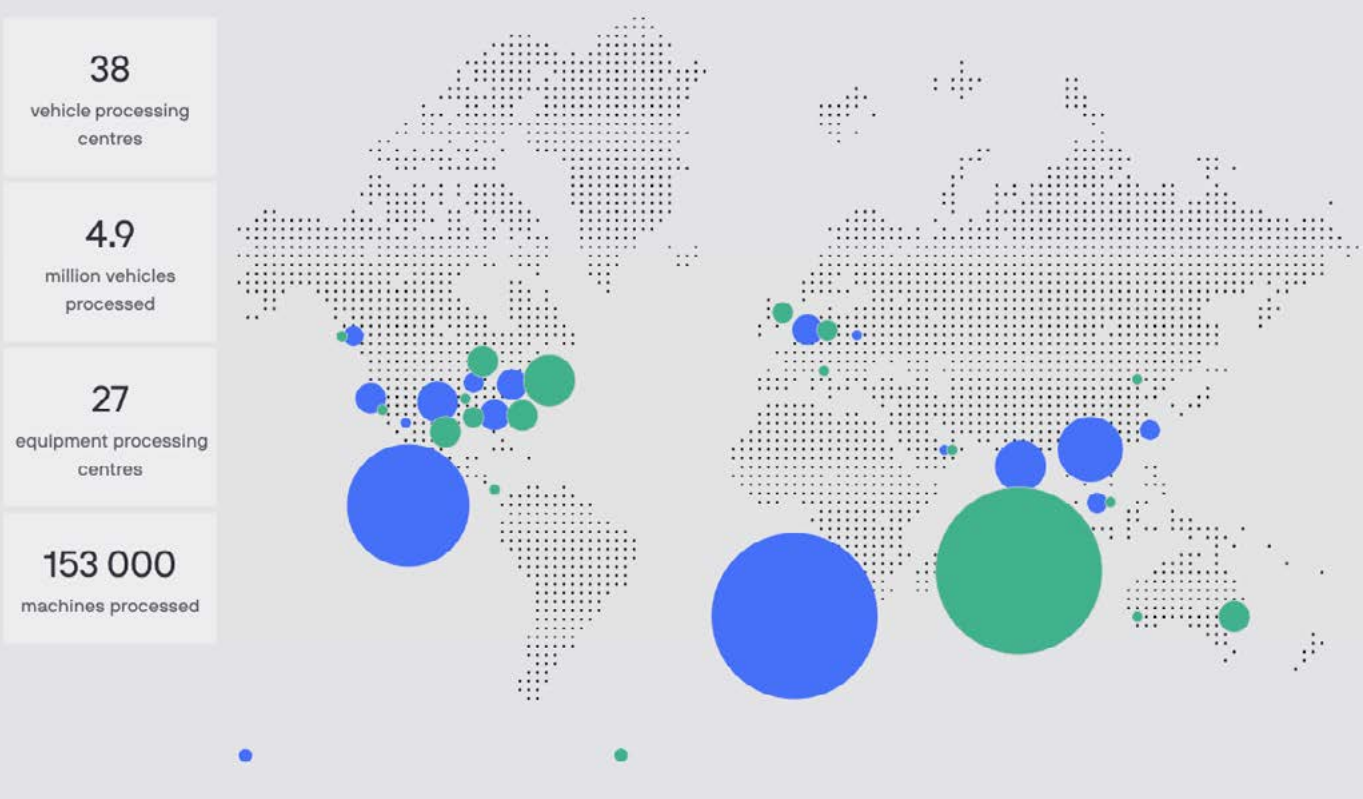 38
vehicle processing
centres
4.9
million vehicles
processed
27
equipment processing
centres
153 000
machines processed